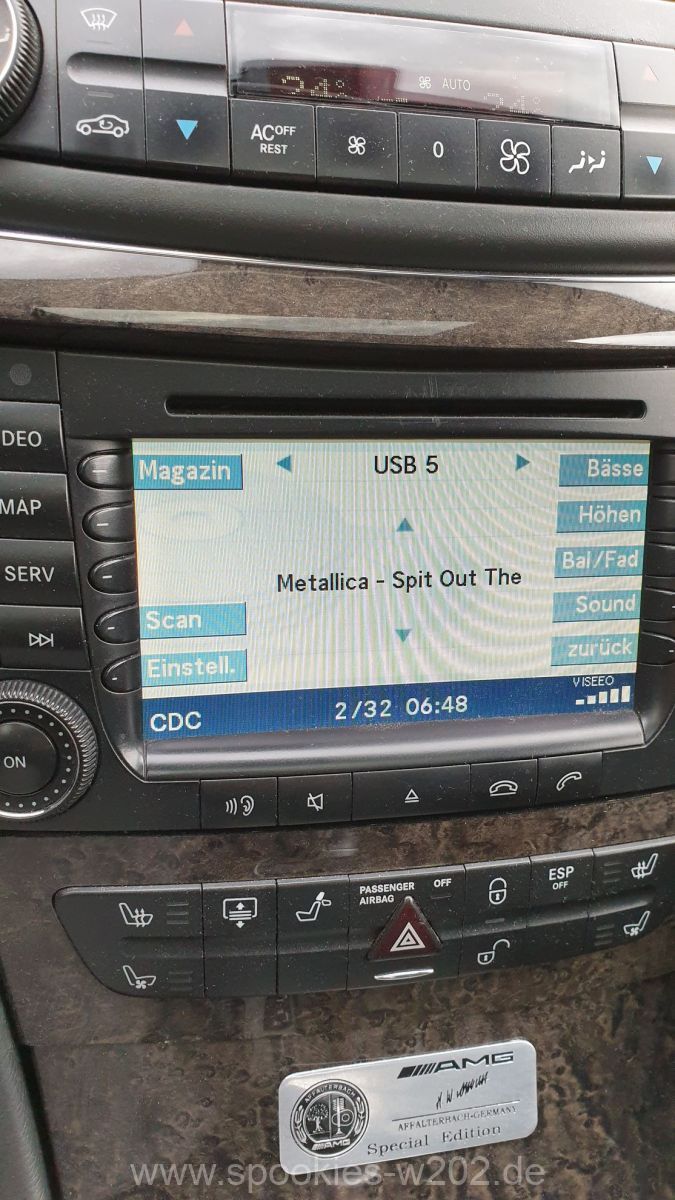 AUTO
AC OFF
REST
0
DEO
MAP
SERV
ON
Magazin
USB 5
Bässe
Höhen
Metallica - Spit Out The
Bal/Fad
Scan
Sound
Einstell.
zurück
VISEEO
CDC
2/32 06:48
PASSENGER OFF
AIRBAG
ESP
OFF
AMG
AFFALTERBACH
AFFALTERBACH-GERMANY
AMG
Special Edition
www.spookies-w202.de